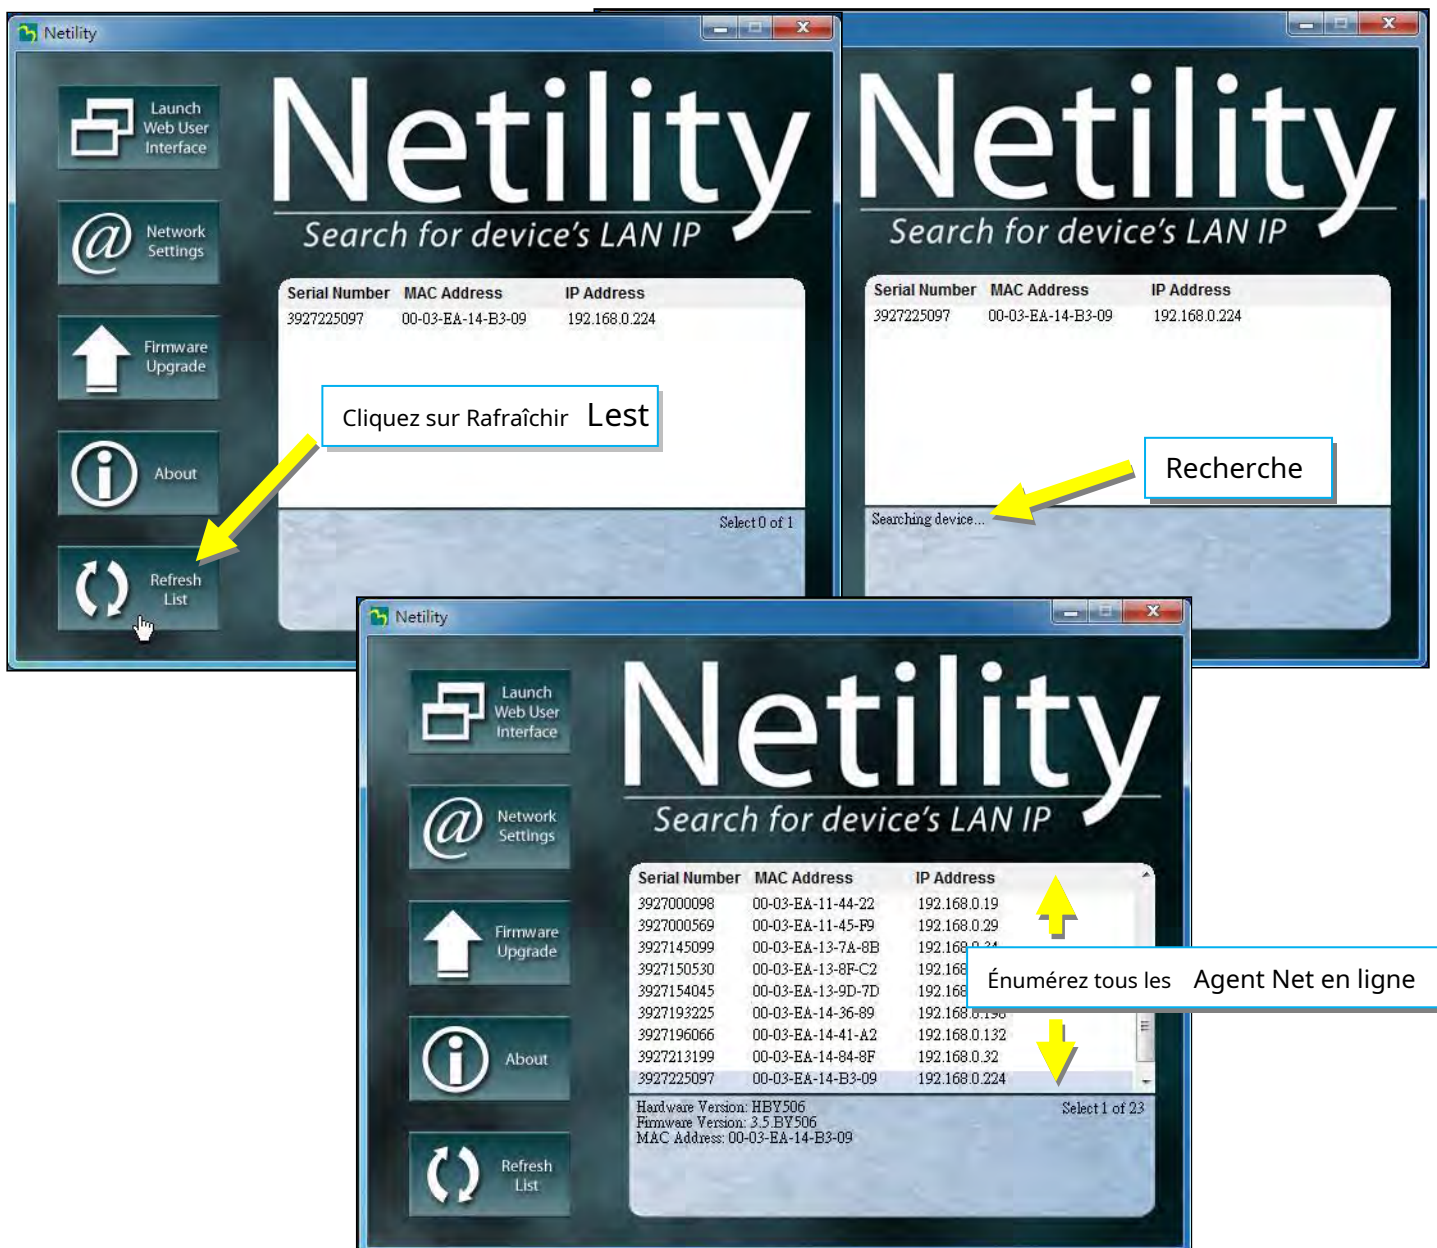 Netility
Launch
Web User
Interface
Network
Settings
Firmware
Upgrade
About
Refresh
List
Netility
Search for device's LAN IP
Serial Number MAC Address IP Address
3927225097 00-03-EA-14-B3-09 192.168.0.224
Cliquez sur Rafraîchir Lest
Select 0 of 1
Netility
Search for device's LAN IP
Serial Number MAC Address IP Address
3927225097 00-03-EA-14-B3-09 192.168.0.224
Recherche
Searching device...
Netility
Launch
Web User
Interface
Network
Settings
Firmware
Upgrade
About
Refresh
List
Netility
Search for device's LAN IP
Serial Number MAC Address IP Address
3927000098 00-03-EA-11-44-22 192.168.0.19
3927000569 00-03-EA-11-45-F9 192.168.0.29
3927145099 00-03-EA-13-7A-8B
3927150530 00-03-EA-13-8F-C2 192.168
3927154045 00-03-EA-13-9D-7D 192.168
3927193225 00-03-EA-14-36-89 192.168.0.198
3927196066 00-03-EA-14-41-A2 192.168.0.132
3927213199 00-03-EA-14-84-8F 192.168.0.32
3927225097 00-03-EA-14-B3-09 192.168.0.224
Énumérez tous les Agent Net en ligne
Hardware Version: HBY506
Firmware Version: 3.5.BY506
MAC Address: 00-03-EA-14-B3-09
Select 1 of 23